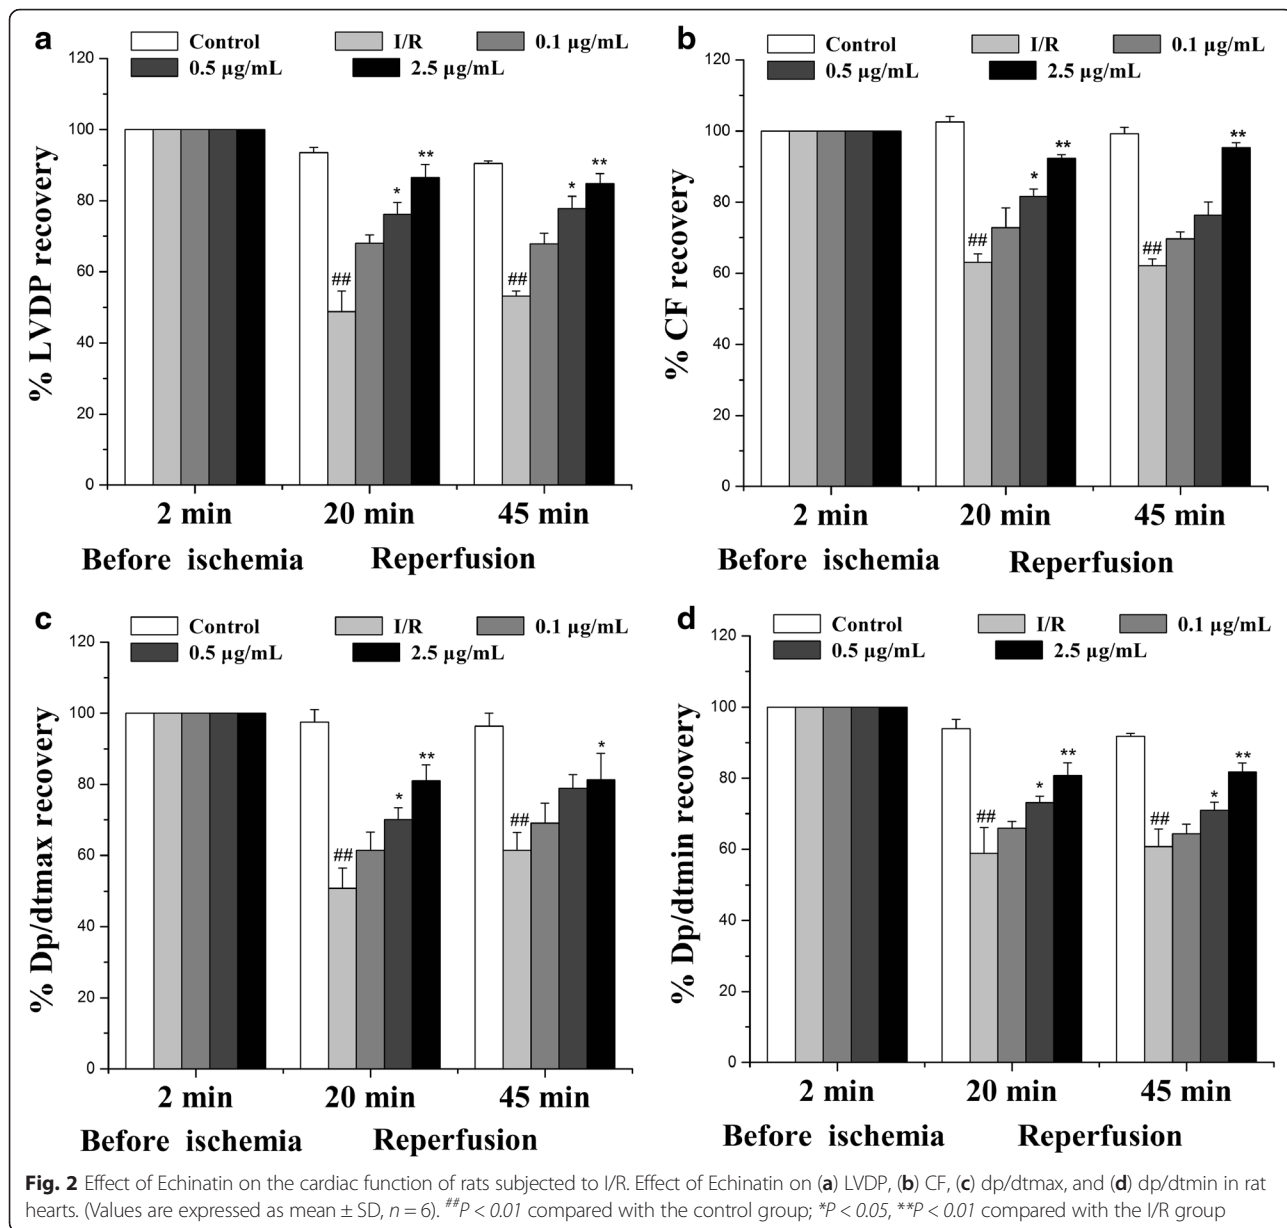 a
Control
I/R
0.1 µg/mL
0.5 µg/mL
2.5 µg/mL
% LVDP recovery
120
100
80
60
40
20
0
##
*
**
##
*
**
2 min
20 min
45 min
Before ischemia
Reperfusion
b
Control
I/R
0.1 µg/mL
0.5 µg/mL
2.5 µg/mL
% CF recovery
120
100
80
60
40
20
0
##
*
**
##
**
2 min
20 min
45 min
Before ischemia
Reperfusion
c
Control
I/R
0.1 µg/mL
0.5 µg/mL
2.5 µg/mL
% Dp/dtmax recovery
120
100
80
60
40
20
0
##
*
**
##
*
2 min
20 min
45 min
Before ischemia
Reperfusion
d
Control
I/R
0.1 µg/mL
0.5 µg/mL
2.5 µg/mL
% Dp/dtmin recovery
120
100
80
60
40
20
0
##
*
**
##
*
**
2 min
20 min
45 min
Before ischemia
Reperfusion
Fig. 2 Effect of Echinatin on the cardiac function of rats subjected to I/R. Effect of Echinatin on (a) LVDP, (b) CF, (c) dp/dtmax, and (d) dp/dtmin in rat
hearts. (Values are expressed as mean ± SD, n = 6). ##P < 0.01 compared with the control group; *P < 0.05, **P < 0.01 compared with the I/R group